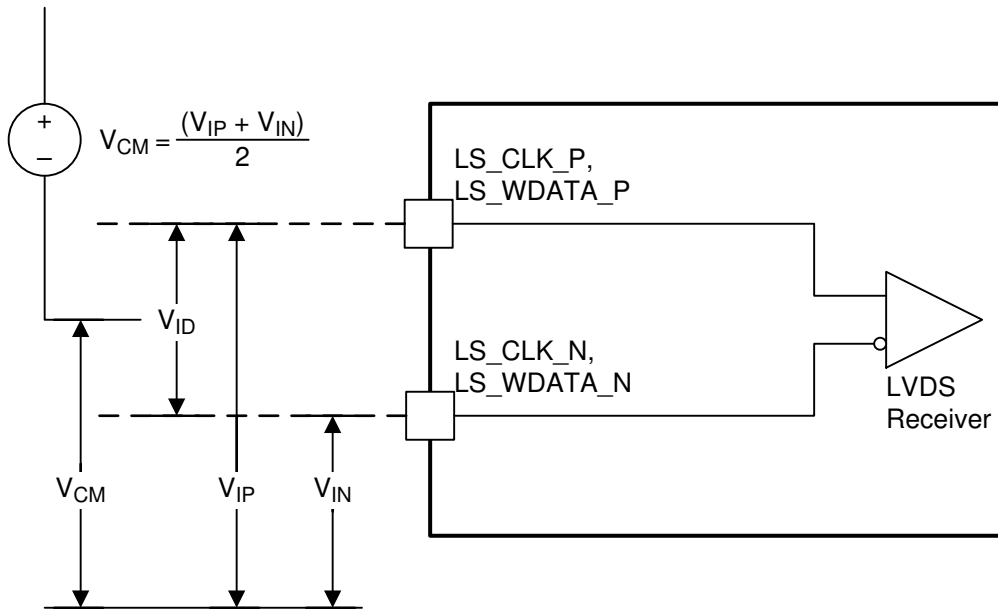 +
–
V_CM = (V_IP + V_IN) / 2
LS_CLK_P,
LS_WDATA_P
V_ID
LS_CLK_N,
LS_WDATA_N
LVDS
Receiver
V_CM
V_IP
V_IN